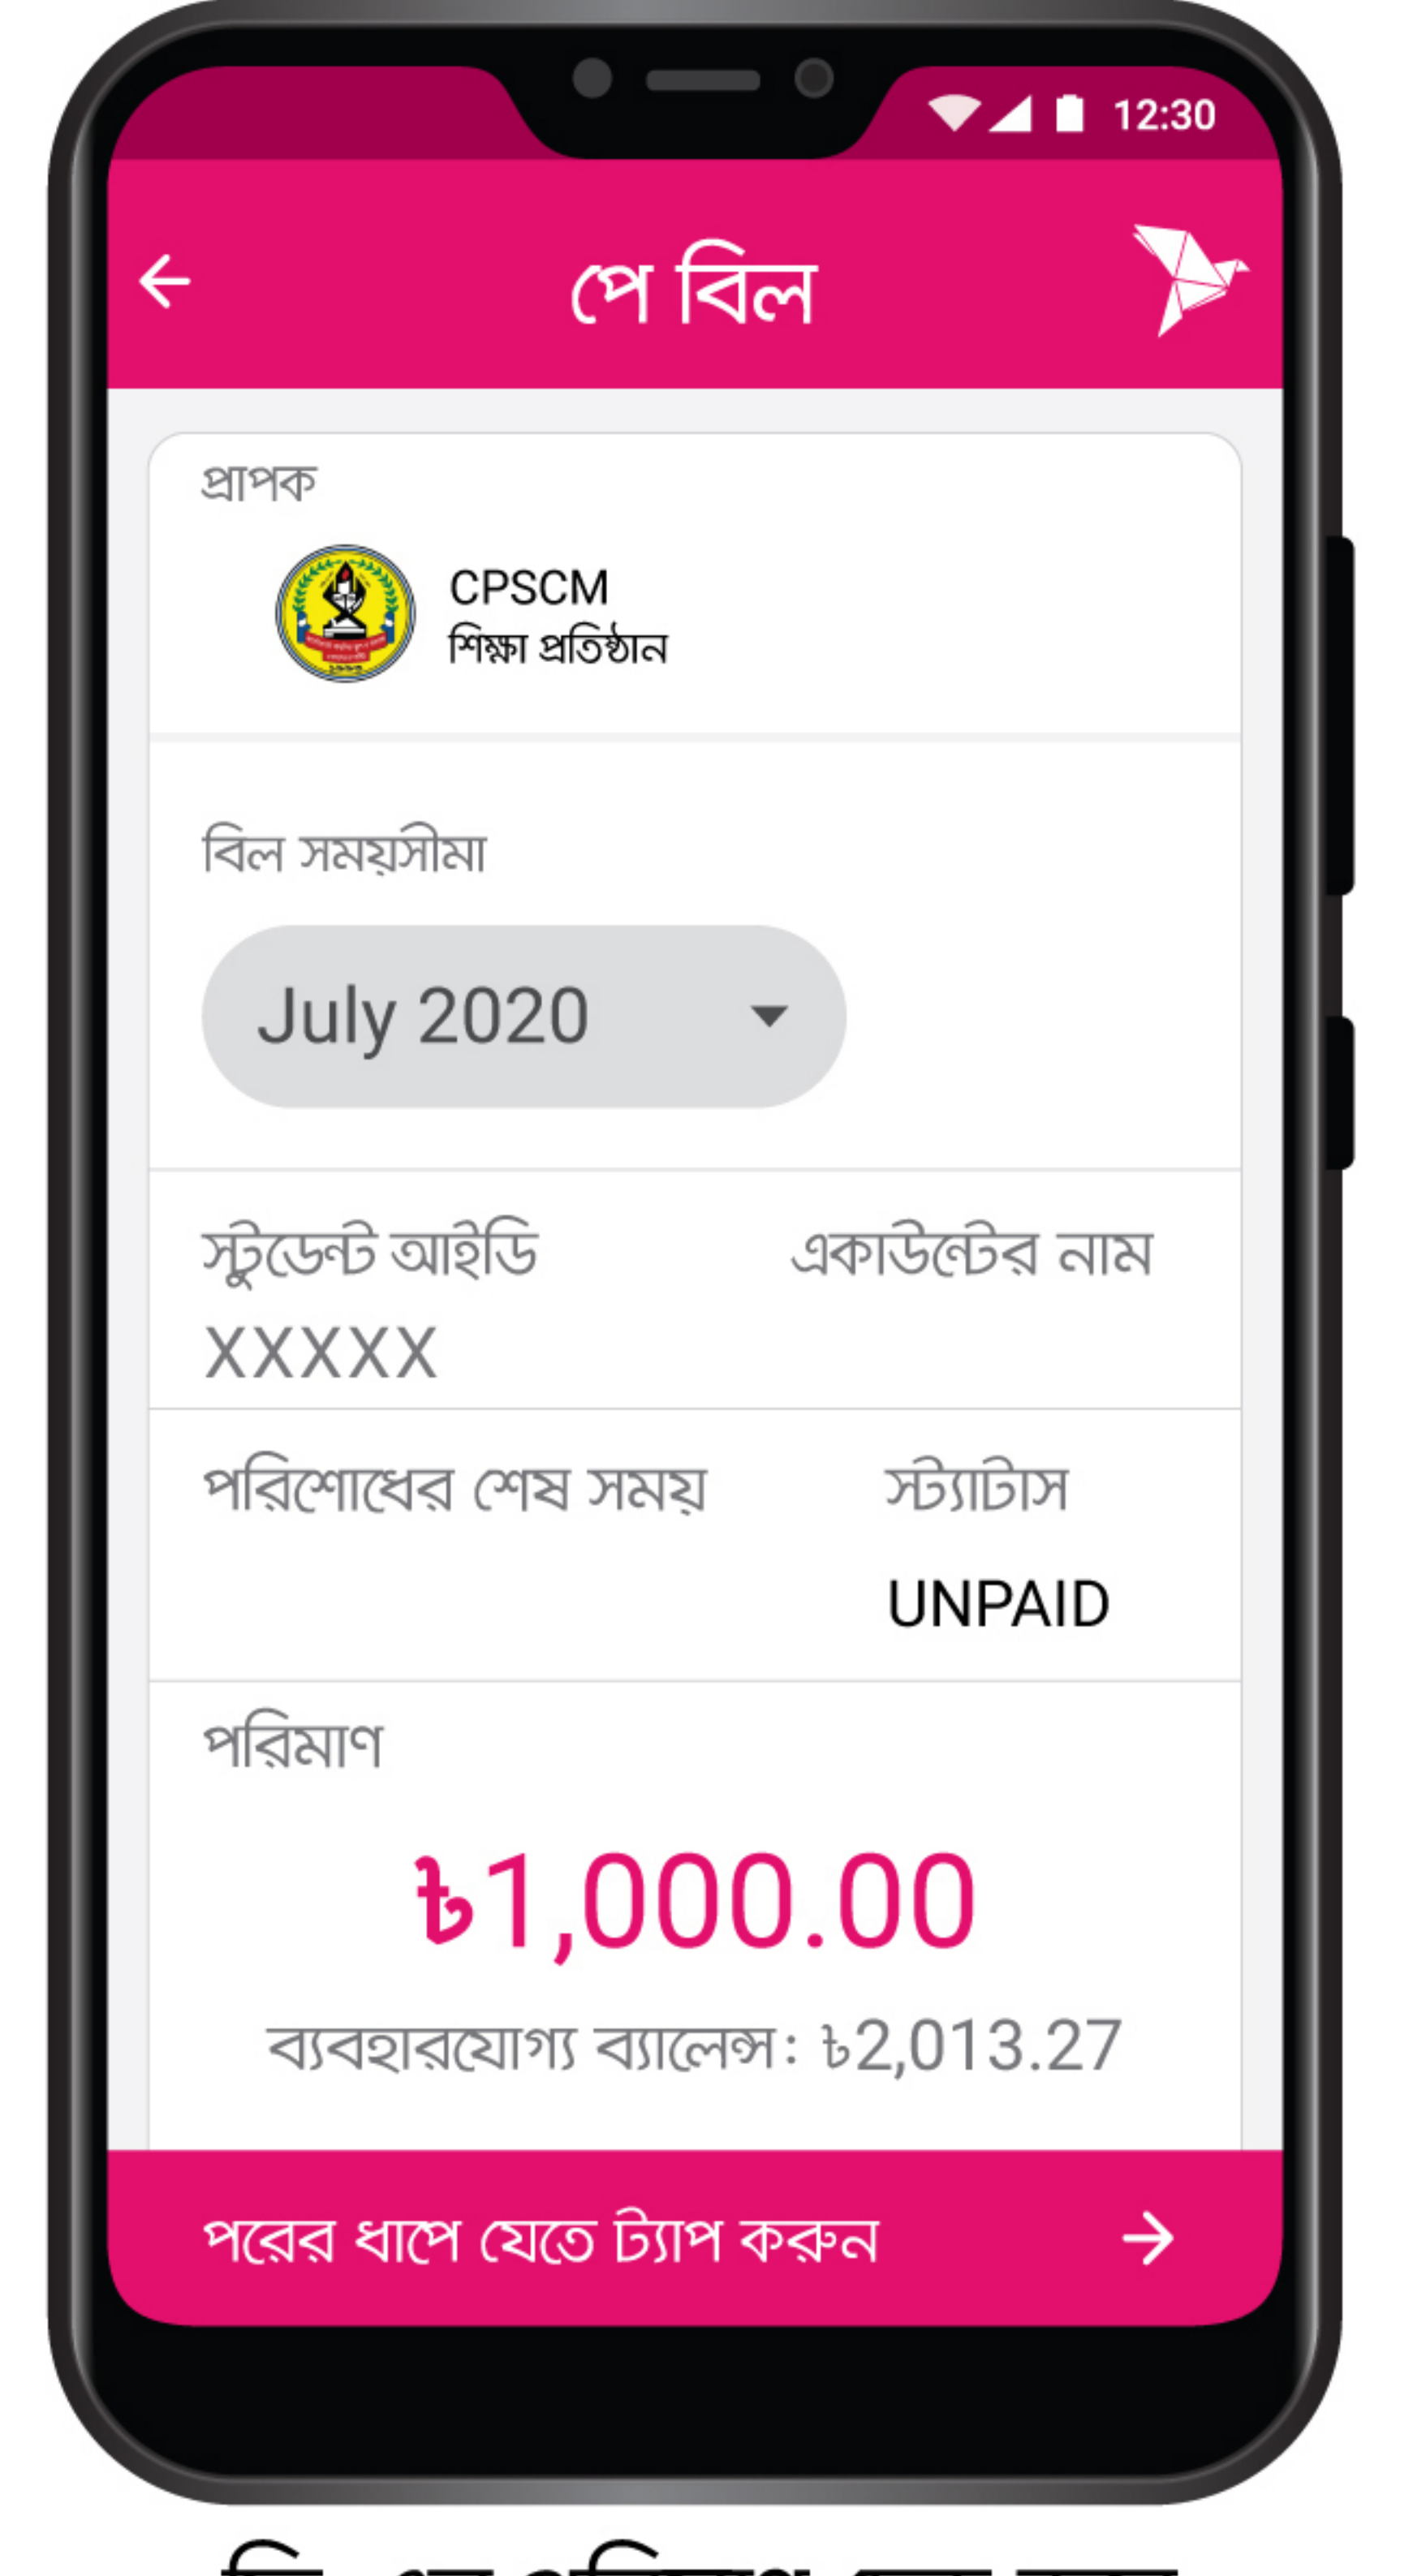 12:30
পে বিল
প্রাপক
CPSCM
শিক্ষা প্রতিষ্ঠান
বিল সময়সীমা
July 2020
স্টুডেন্ট আইডি একাউন্টের নাম
XXXXX
পরিশোধের শেষ সময় স্ট্যাটাস
UNPAID
পরিমাণ
৳1,000.00
ব্যবহারযোগ্য ব্যালেন্স: ৳2,013.27
পরের ধাপে যেতে ট্যাপ করুন